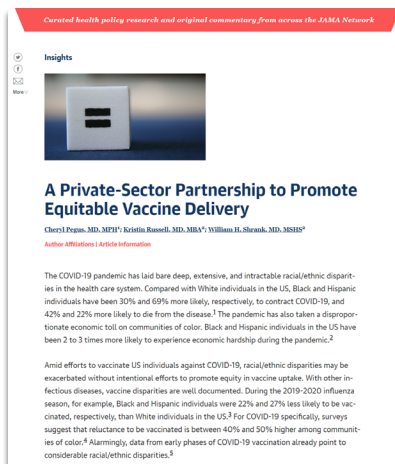 Curated health policy research and original commentary from across the JAMA Network
Insights
More
A Private-Sector Partnership to Promote
Equitable Vaccine Delivery
Cheryl Pegus, MD, MPH1; Kristin Russell, MD, MBA2; William H. Shrank, MD, MSHS2
Author Affiliations | Article Information
The COVID-19 pandemic has laid bare deep, extensive, and intractable racial/ethnic disparit-
ies in the health care system. Compared with White individuals in the US, Black and Hispanic
individuals have been 30% and 69% more likely, respectively, to contract COVID-19, and
42% and 22% more likely to die from the disease.1 The pandemic has also taken a dispropor-
tionate economic toll on communities of color. Black and Hispanic individuals in the US have
been 2 to 3 times more likely to experience economic hardship during the pandemic.2
Amid efforts to vaccinate US individuals against COVID-19, racial/ethnic disparities may be
exacerbated without intentional efforts to promote equity in vaccine uptake. With other in-
fectious diseases, vaccine disparities are well documented. During the 2019-2020 influenza
season, for example, Black and Hispanic individuals were 22% and 27% less likely to be vac-
cinated, respectively, than White individuals in the US.3 For COVID-19 specifically, surveys
suggest that reluctance to be vaccinated is between 40% and 50% higher among communit-
ies of color.4 Alarmingly, data from early phases of COVID-19 vaccination already point to
considerable racial/ethnic disparities.5